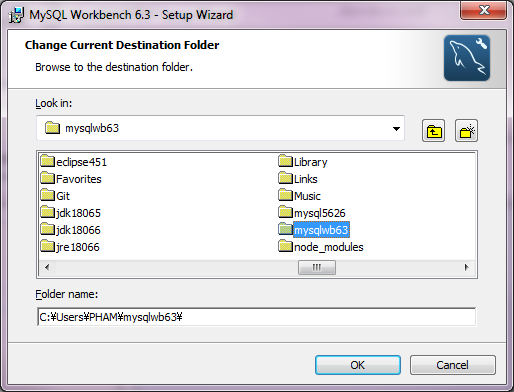 MySQL Workbench 6.3 - Setup Wizard
Change Current Destination Folder
Browse to the destination folder.
Look in:
mysqlwb63
eclipse451
Favorites
Git
jdk18065
jdk18066
jre18066
Library
Links
Music
mysql5626
mysqlwb63
node_modules
Folder name:
C:¥Users¥PHAM¥mysqlwb63¥
OK
Cancel